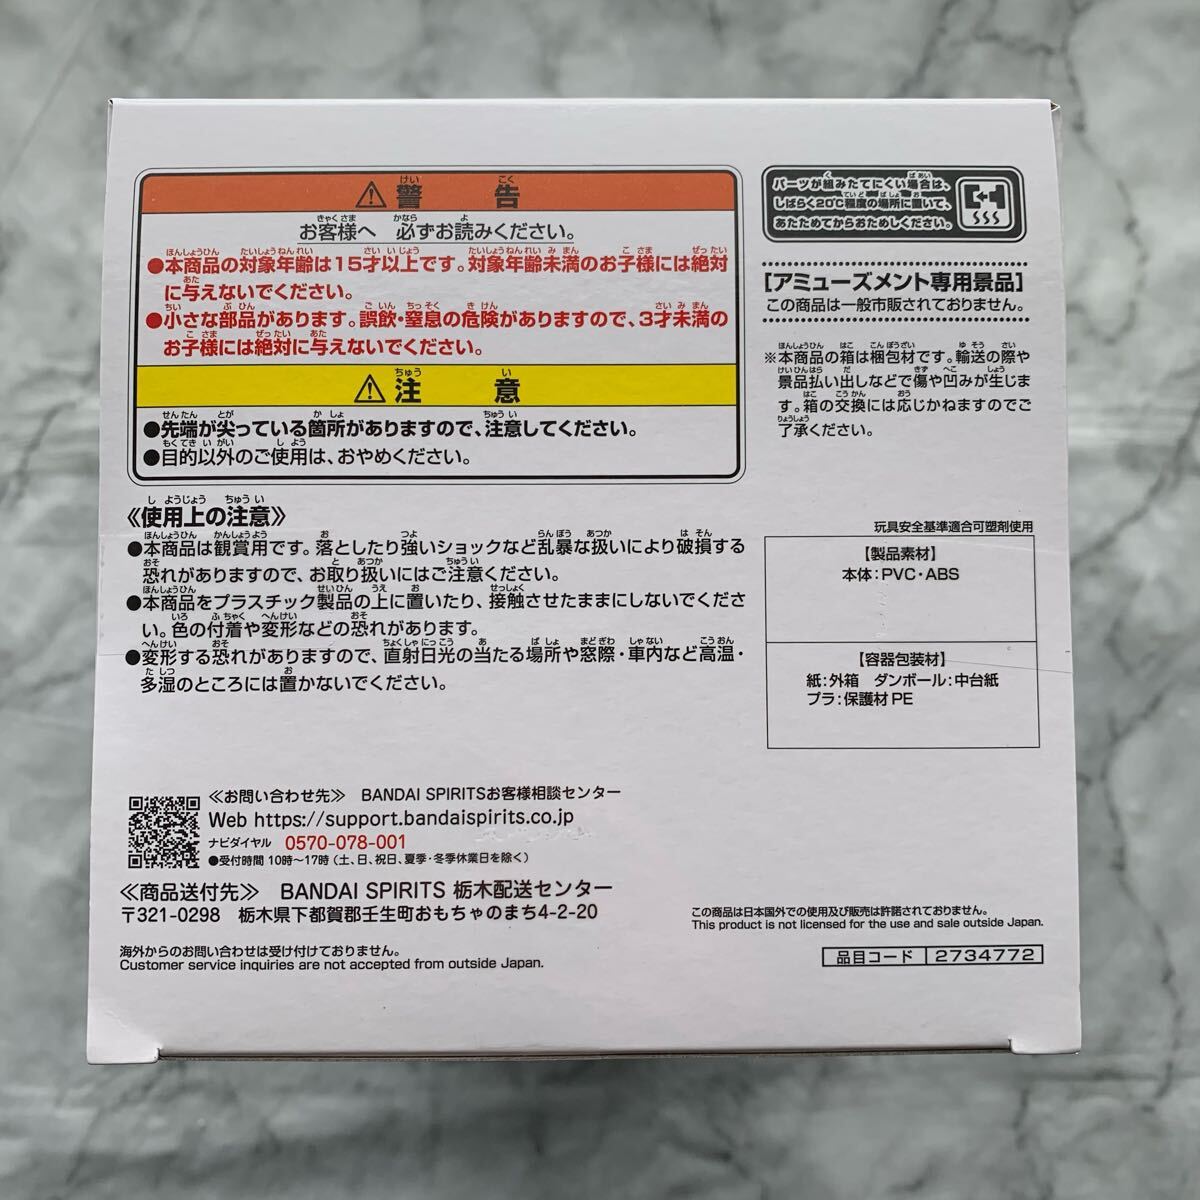 警告
お客様へ 必ずお読みください。
●本商品の対象年齢は15才以上です。対象年齢未満のお子様には絶対
に与えないでください。
●小さな部品があります。誤飲・窒息の危険がありますので、3才未満の
お子様には絶対に与えないでください。
注意
●先端が尖っている箇所がありますので、注意してください。
●目的以外のご使用は、おやめください。
パーツが組みたてにくい場合は、
しばらく20℃程度の場所に置いて、
あたためてからおためしください。
[アミューズメント専用景品]
この商品は一般市販されておりません。
※本商品の箱は梱包材です。輸送の際や
景品払い出しなどで傷や凹みが生じま
す。箱の交換には応じかねますのでご
了承ください。
《使用上の注意》
●本商品は観賞用です。落としたり強いショックなど乱暴な扱いにより破損する
恐れがありますので、お取り扱いにはご注意ください。
●本商品をプラスチック製品の上に置いたり、接触させたままにしないでくださ
い。色の付着や変形などの恐れがあります。
●変形する恐れがありますので、直射日光の当たる場所や窓際・車内など高温・
多湿のところには置かないでください。
玩具安全基準適合可塑剤使用
【製品素材】
本体：PVC・ABS
【容器包装材】
紙：外箱 ダンボール：中台紙
プラ：保護材PE
≪お問い合わせ先≫ BANDAI SPIRITSお客様相談センター
Web https://support.bandaispirits.co.jp
ナビダイヤル 0570-078-001
●受付時間 10時～17時（土、日、祝日、夏季・冬季休業日を除く）
≪商品送付先≫ BANDAI SPIRITS 栃木配送センター
〒321-0298 栃木県下都賀郡壬生町おもちゃのまち4-2-20
海外からのお問い合わせは受け付けておりません。
Customer service inquiries are not accepted from outside Japan.
この商品は日本国外での使用及び販売は許諾されておりません。
This product is not licensed for the use and sale outside Japan.
品目コード 2734772